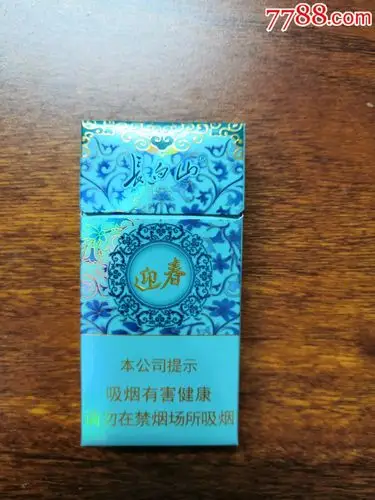 7788.com
長白山
迎春
本公司提示
吸烟有害健康
请勿在禁烟场所吸烟